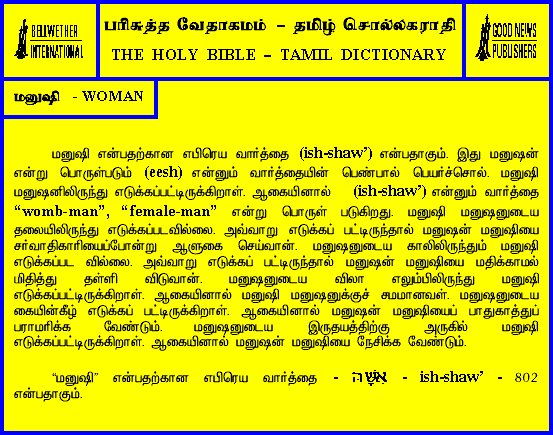 BELLWETHER
INTERNATIONAL
பரிசுத்த வேதாகமம் – தமிழ் சொல்லகராதி
THE HOLY BIBLE – TAMIL DICTIONARY
GOOD NEWS
PUBLISHERS
மனுஷி - WOMAN
மனுஷி என்பதற்கான எபிரெய வார்த்தை (ish-shaw’) என்பதாகும். இது மனுஷன்
என்று பொருள்படும் (eesh) என்னும் வார்த்தையின் பெண்பால் பெயர்ச்சொல். மனுஷி
மனுஷனிலிருந்து எடுக்கப்பட்டிருக்கிறாள். ஆகையினால் (ish-shaw’) என்னும் வார்த்தை
“womb-man”, “female-man” என்று பொருள் படுகிறது. மனுஷி மனுஷனுடைய
தலையிலிருந்து எடுக்கப்படவில்லை. அவ்வாறு எடுக்கப் பட்டிருந்தால் மனுஷன் மனுஷியை
சர்வாதிகாரியைப்போன்று ஆளுகை செய்வான். மனுஷனுடைய காலிலிருந்தும் மனுஷி
எடுக்கப்பட வில்லை. அவ்வாறு எடுக்கப் பட்டிருந்தால் மனுஷன் மனுஷியை மதிக்காமல்
மிதித்து தள்ளி விடுவான். மனுஷனுடைய விலா எலும்பிலிருந்து மனுஷி
எடுக்கப்பட்டிருக்கிறாள். ஆகையினால் மனுஷி மனுஷனுக்குச் சமமானவள். மனுஷனுடைய
கையின்கீழ் எடுக்கப் பட்டிருக்கிறாள். ஆகையினால் மனுஷன் மனுஷியைப் பாதுகாத்துப்
பராமரிக்க வேண்டும். மனுஷனுடைய இருதயத்திற்கு அருகில் மனுஷி
எடுக்கப்பட்டிருக்கிறாள். ஆகையினால் மனுஷன் மனுஷியை நேசிக்க வேண்டும்.
“மனுஷி” என்பதற்கான எபிரெய வார்த்தை - אִשָּׁה - ish-shaw’ - 802
என்பதாகும்.